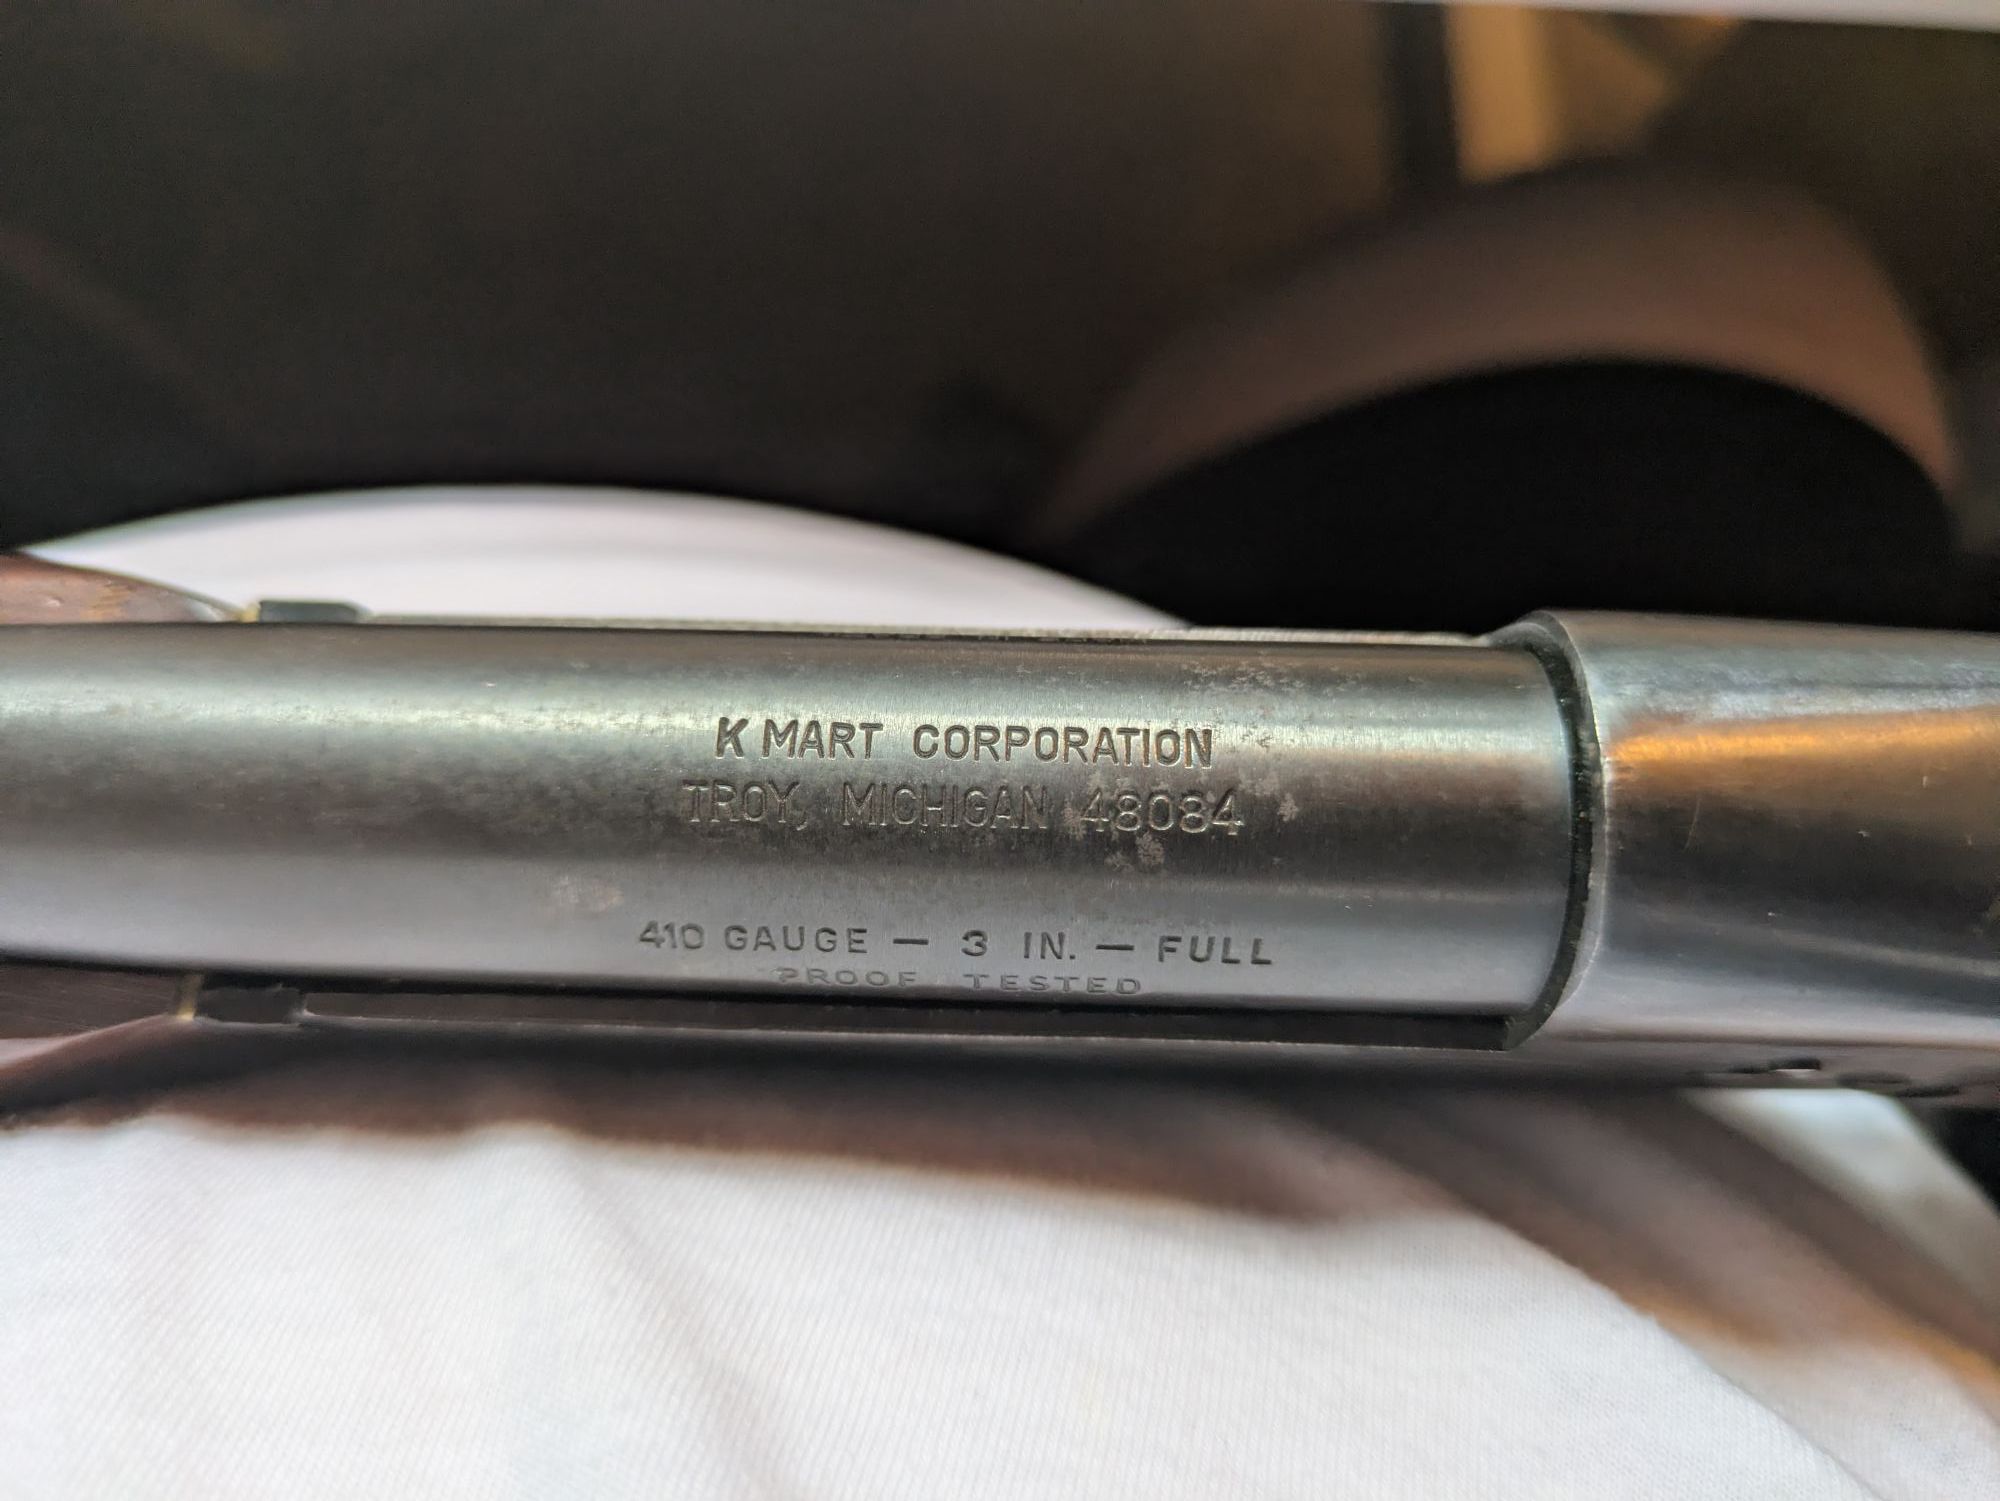 K MART CORPORATION
TROY, MICHIGAN 48084
410 GAUGE — 3 IN. — FULL
PROOF TESTED